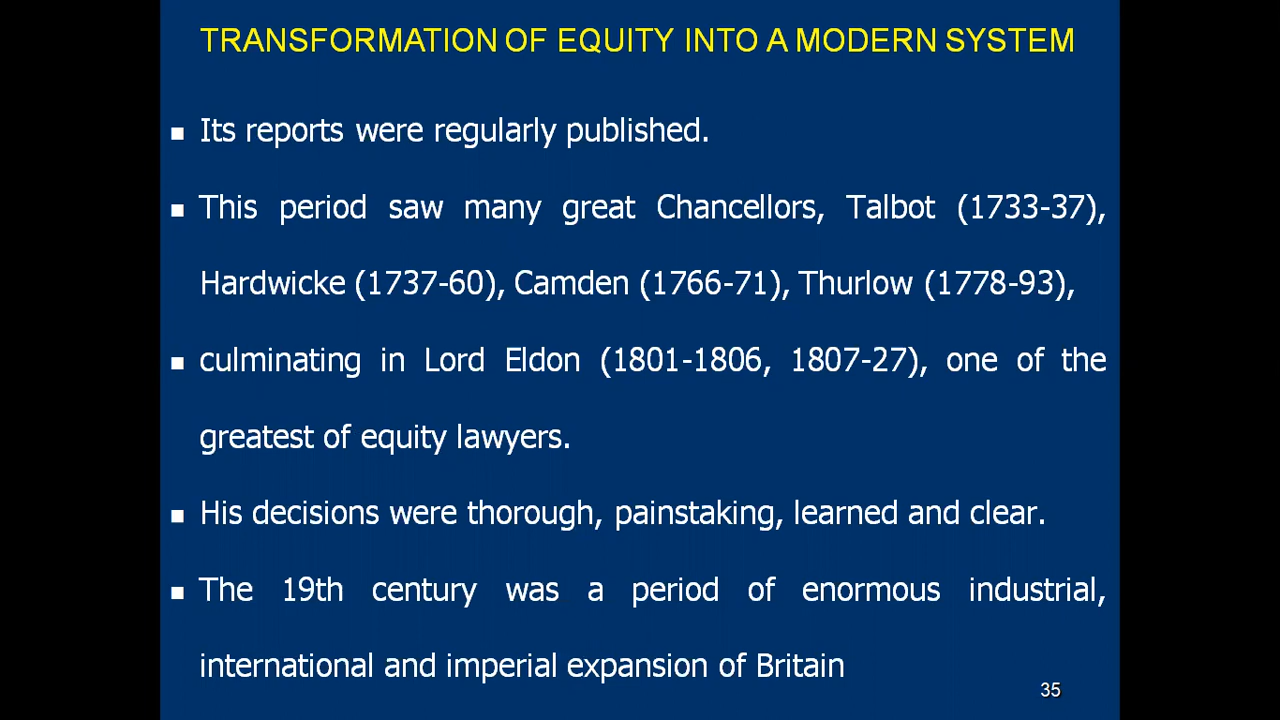 TRANSFORMATION OF EQUITY INTO A MODERN SYSTEM
Its reports were regularly published.
This period saw many great Chancellors, Talbot (1733-37),
Hardwicke (1737-60), Camden (1766-71), Thurlow (1778-93),
culminating in Lord Eldon (1801-1806, 1807-27), one of the
greatest of equity lawyers.
His decisions were thorough, painstaking, learned and clear.
The 19th century was a period of enormous industrial,
international and imperial expansion of Britain
35